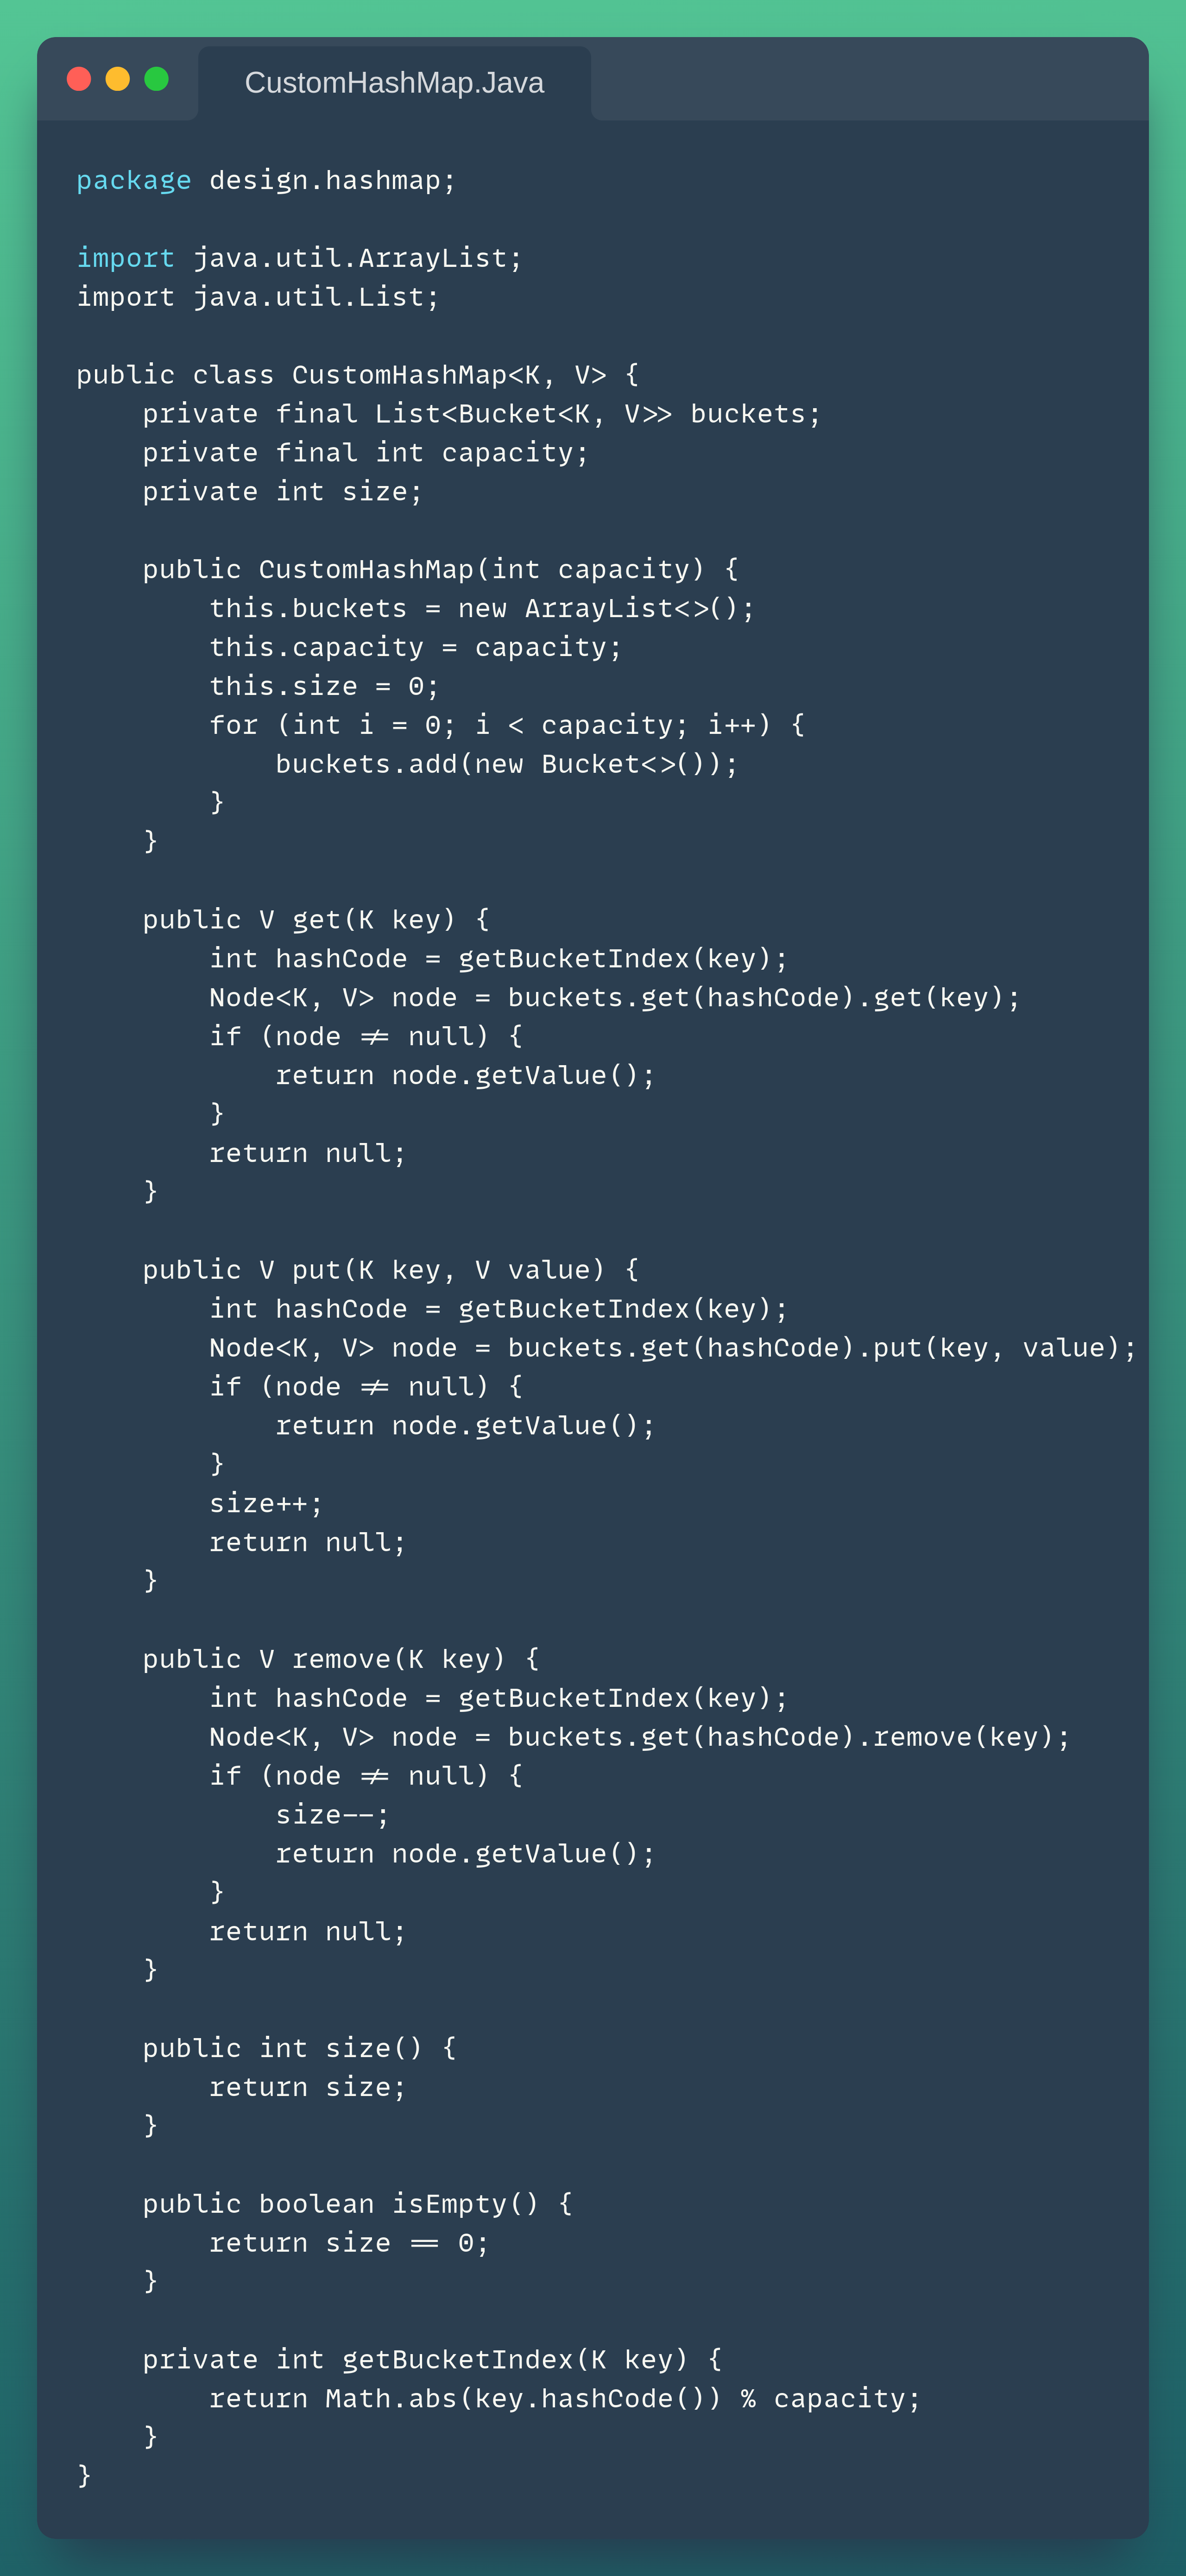 CustomHashMap.Java
package design.hashmap;
import java.util.ArrayList;
import java.util.List;
public class CustomHashMap<K, V> {
    private final List<Bucket<K, V>> buckets;
    private final int capacity;
    private int size;
    public CustomHashMap(int capacity) {
        this.buckets = new ArrayList<>();
        this.capacity = capacity;
        this.size = 0;
        for (int i = 0; i < capacity; i++) {
            buckets.add(new Bucket<>());
        }
    }
    public V get(K key) {
        int hashCode = getBucketIndex(key);
        Node<K, V> node = buckets.get(hashCode).get(key);
        if (node != null) {
            return node.getValue();
        }
        return null;
    }
    public V put(K key, V value) {
        int hashCode = getBucketIndex(key);
        Node<K, V> node = buckets.get(hashCode).put(key, value);
        if (node != null) {
            return node.getValue();
        }
        size++;
        return null;
    }
    public V remove(K key) {
        int hashCode = getBucketIndex(key);
        Node<K, V> node = buckets.get(hashCode).remove(key);
        if (node != null) {
            size--;
            return node.getValue();
        }
        return null;
    }
    public int size() {
        return size;
    }
    public boolean isEmpty() {
        return size == 0;
    }
    private int getBucketIndex(K key) {
        return Math.abs(key.hashCode()) % capacity;
    }
}